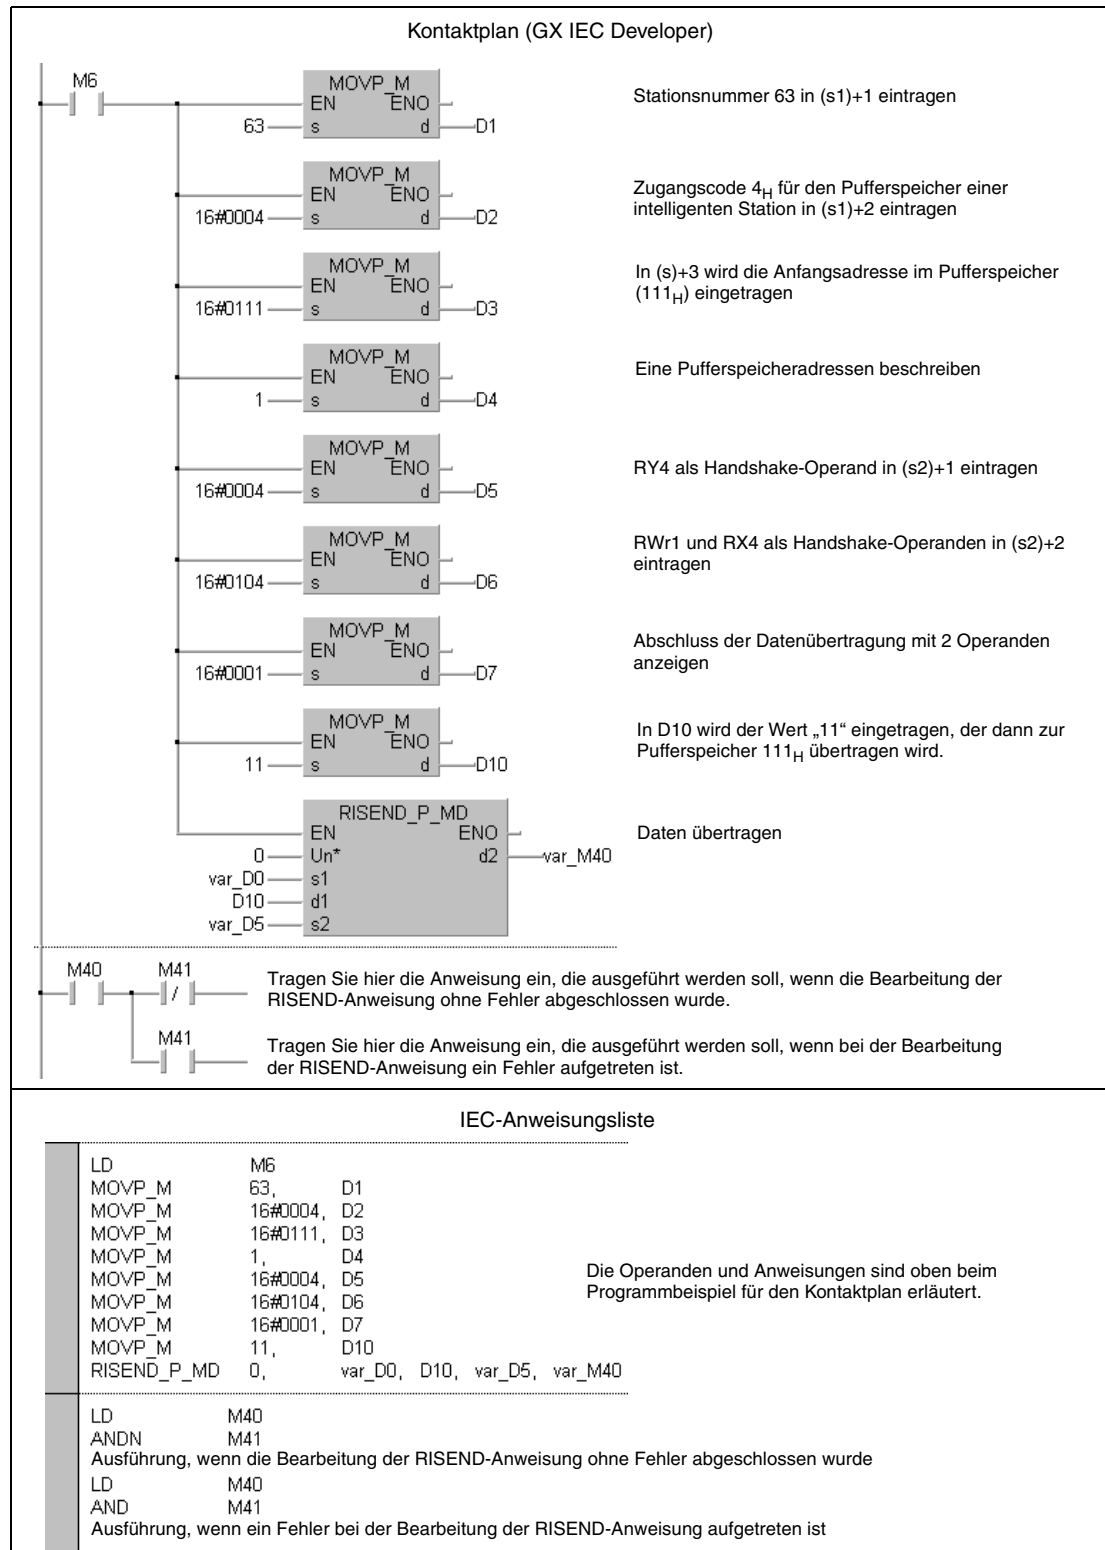 Kontaktplan (GX IEC Developer)
M6
MOVP_M
EN ENO
63 s d D1
Stationsnummer 63 in (s1)+1 eintragen
MOVP_M
EN ENO
16#0004 s d D2
Zugangscode 4H für den Pufferspeicher einer
intelligenten Station in (s1)+2 eintragen
MOVP_M
EN ENO
16#0111 s d D3
In (s)+3 wird die Anfangsadresse im Pufferspeicher
(111H) eingetragen
MOVP_M
EN ENO
1 s d D4
Eine Pufferspeicheradressen beschreiben
MOVP_M
EN ENO
16#0004 s d D5
RY4 als Handshake-Operand in (s2)+1 eintragen
MOVP_M
EN ENO
16#0104 s d D6
RWr1 und RX4 als Handshake-Operanden in (s2)+2
eintragen
MOVP_M
EN ENO
16#0001 s d D7
Abschluss der Datenübertragung mit 2 Operanden
anzeigen
MOVP_M
EN ENO
11 s d D10
In D10 wird der Wert „11“ eingetragen, der dann zur
Pufferspeicher 111H übertragen wird.
RISEND_P_MD
EN ENO
0 Un* d2 var_M40
var_D0 s1
D10 d1
var_D5 s2
Daten übertragen
M40 M41
Tragen Sie hier die Anweisung ein, die ausgeführt werden soll, wenn die Bearbeitung der
RISEND-Anweisung ohne Fehler abgeschlossen wurde.
M41
Tragen Sie hier die Anweisung ein, die ausgeführt werden soll, wenn bei der Bearbeitung
der RISEND-Anweisung ein Fehler aufgetreten ist.
IEC-Anweisungsliste
LD M6
MOVP_M 63, D1
MOVP_M 16#0004, D2
MOVP_M 16#0111, D3
MOVP_M 1, D4
MOVP_M 16#0004, D5
MOVP_M 16#0104, D6
MOVP_M 16#0001, D7
MOVP_M 11, D10
RISEND_P_MD 0, var_D0, D10, var_D5, var_M40
Die Operanden und Anweisungen sind oben beim
Programmbeispiel für den Kontaktplan erläutert.
LD M40
ANDN M41
Ausführung, wenn die Bearbeitung der RISEND-Anweisung ohne Fehler abgeschlossen wurde
LD M40
AND M41
Ausführung, wenn ein Fehler bei der Bearbeitung der RISEND-Anweisung aufgetreten ist